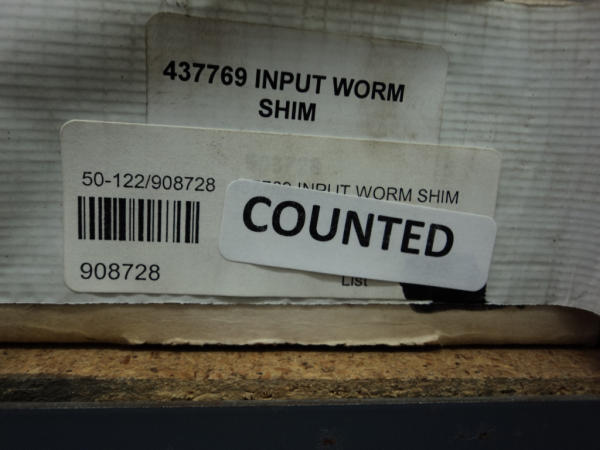 437769 INPUT WORM
SHIM
50-122/908728
INPUT WORM SHIM
COUNTED
908728
List